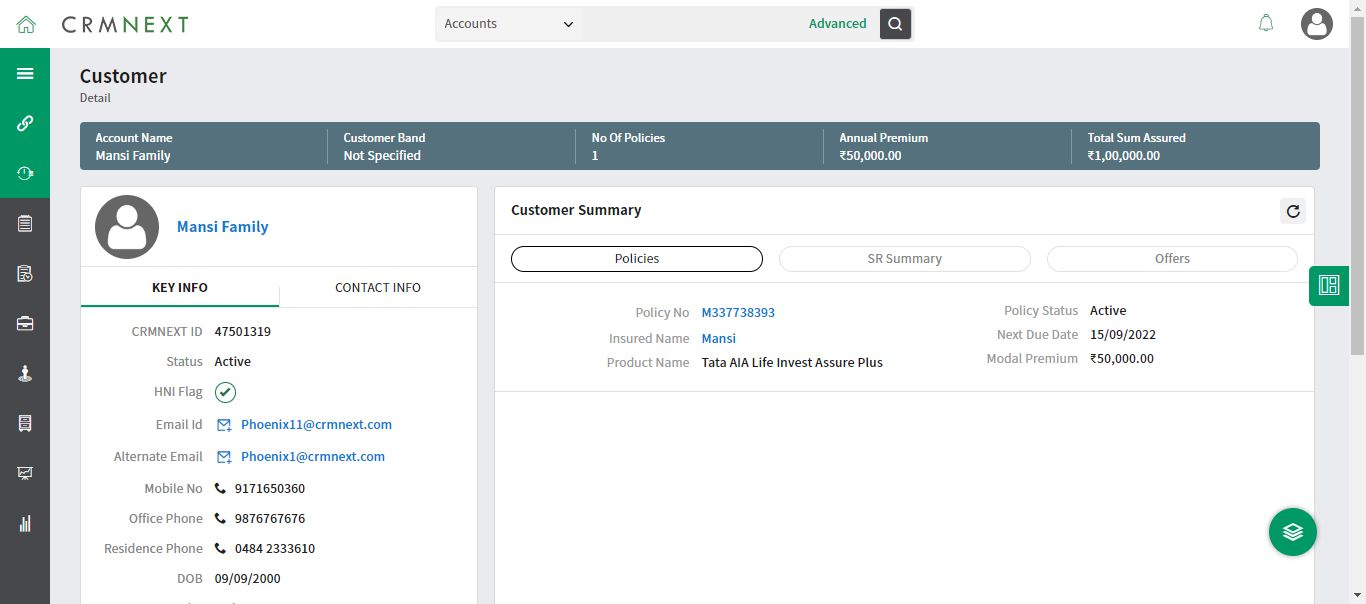 CRMNEXT
Accounts
Advanced
Customer
Detail
Account Name
Mansi Family
Customer Band
Not Specified
No Of Policies
1
Annual Premium
₹50,000.00
Total Sum Assured
₹1,00,000.00
Mansi Family
KEY INFO
CONTACT INFO
CRMNEXT ID 47501319
Status Active
HNI Flag
Email Id Phoenix11@crmnext.com
Alternate Email Phoenix1@crmnext.com
Mobile No 9171650360
Office Phone 9876767676
Residence Phone 0484 2333610
DOB 09/09/2000
Customer Summary
Policies
SR Summary
Offers
Policy No M337738393
Insured Name Mansi
Product Name Tata AIA Life Invest Assure Plus
Policy Status Active
Next Due Date 15/09/2022
Modal Premium ₹50,000.00